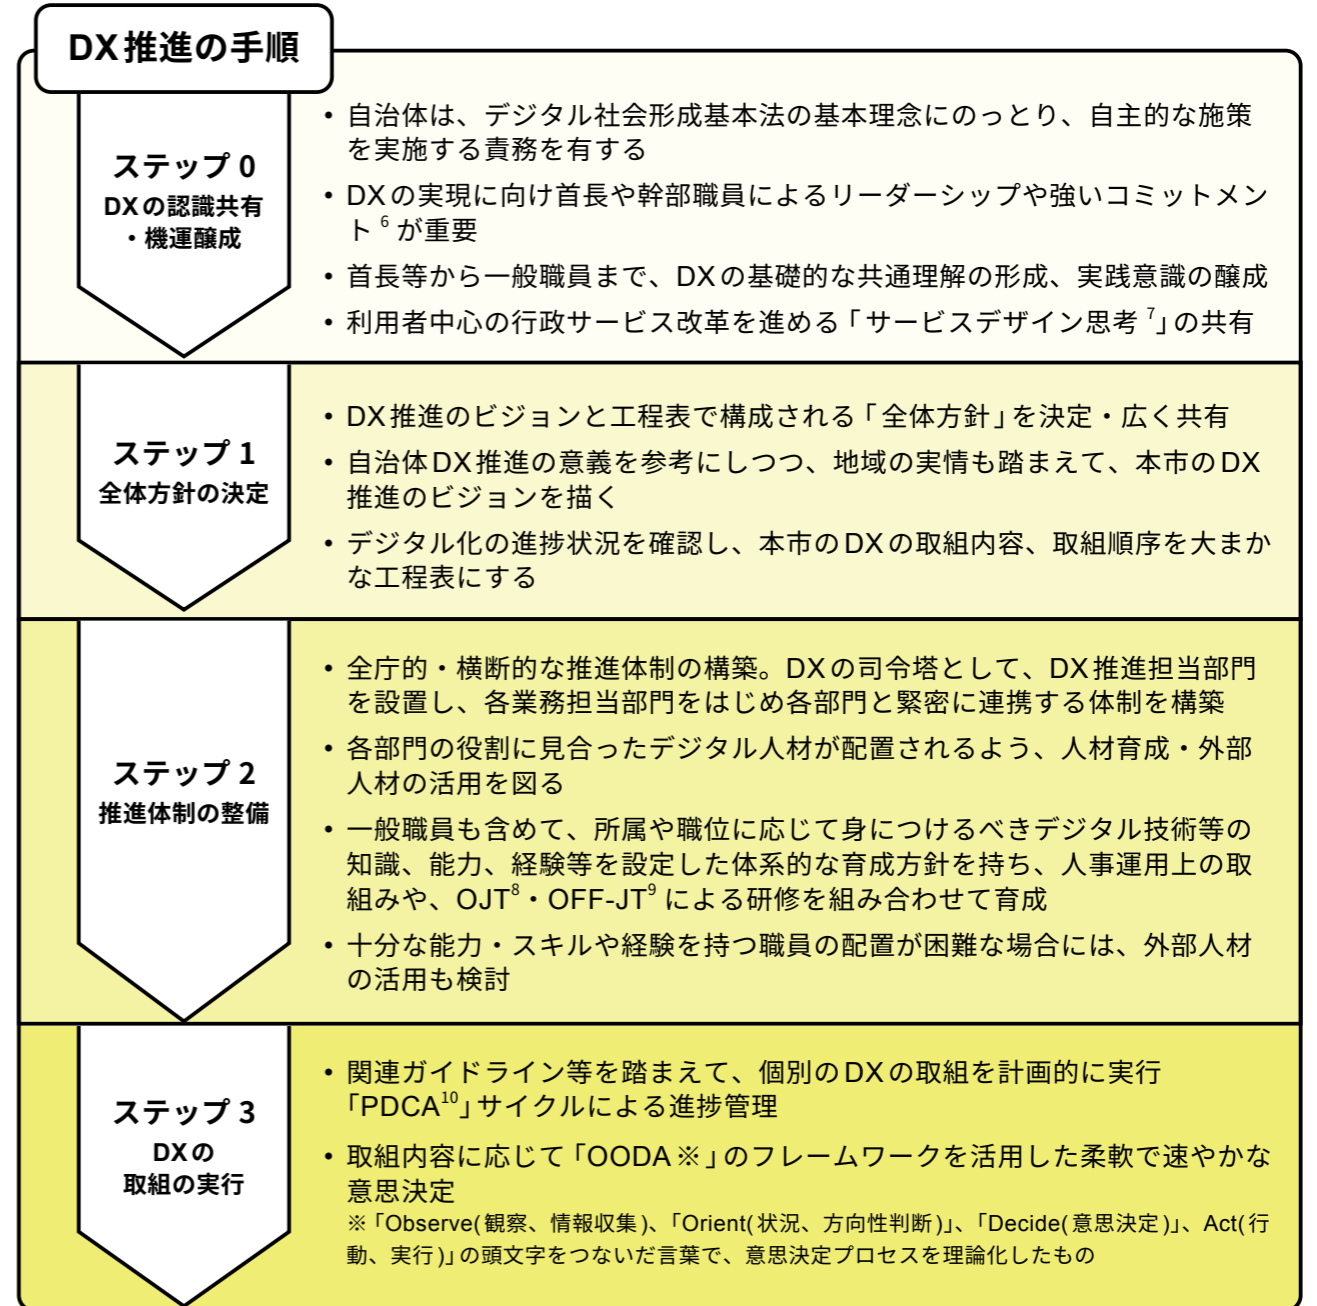 DX推進の手順
ステップ 0
DXの認識共有
・機運醸成
• 自治体は、デジタル社会形成基本法の基本理念にのっとり、自主的な施策
を実施する責務を有する
• DXの実現に向け首長や幹部職員によるリーダーシップや強いコミットメン
ト 6 が重要
• 首長等から一般職員まで、DXの基礎的な共通理解の形成、実践意識の醸成
• 利用者中心の行政サービス改革を進める「サービスデザイン思考 7」の共有
ステップ 1
全体方針の決定
• DX推進のビジョンと工程表で構成される「全体方針」を決定・広く共有
• 自治体DX推進の意義を参考にしつつ、地域の実情も踏まえて、本市のDX
推進のビジョンを描く
• デジタル化の進捗状況を確認し、本市のDXの取組内容、取組順序を大まか
な工程表にする
ステップ 2
推進体制の整備
• 全庁的・横断的な推進体制の構築。DXの司令塔として、DX推進担当部門
を設置し、各業務担当部門をはじめ各部門と緊密に連携する体制を構築
• 各部門の役割に見合ったデジタル人材が配置されるよう、人材育成・外部
人材の活用を図る
• 一般職員も含めて、所属や職位に応じて身につけるべきデジタル技術等の
知識、能力、経験等を設定した体系的な育成方針を持ち、人事運用上の取
組みや、OJT8・OFF-JT9 による研修を組み合わせて育成
• 十分な能力・スキルや経験を持つ職員の配置が困難な場合には、外部人材
の活用も検討
ステップ 3
DXの
取組の実行
• 関連ガイドライン等を踏まえて、個別のDXの取組を計画的に実行
「PDCA10」サイクルによる進捗管理
• 取組内容に応じて「OODA※」のフレームワークを活用した柔軟で速やかな
意思決定
※「Observe(観察、情報収集)、「Orient(状況、方向性判断)」、「Decide(意思決定)」、Act(行
動、実行)」の頭文字をつないだ言葉で、意思決定プロセスを理論化したもの